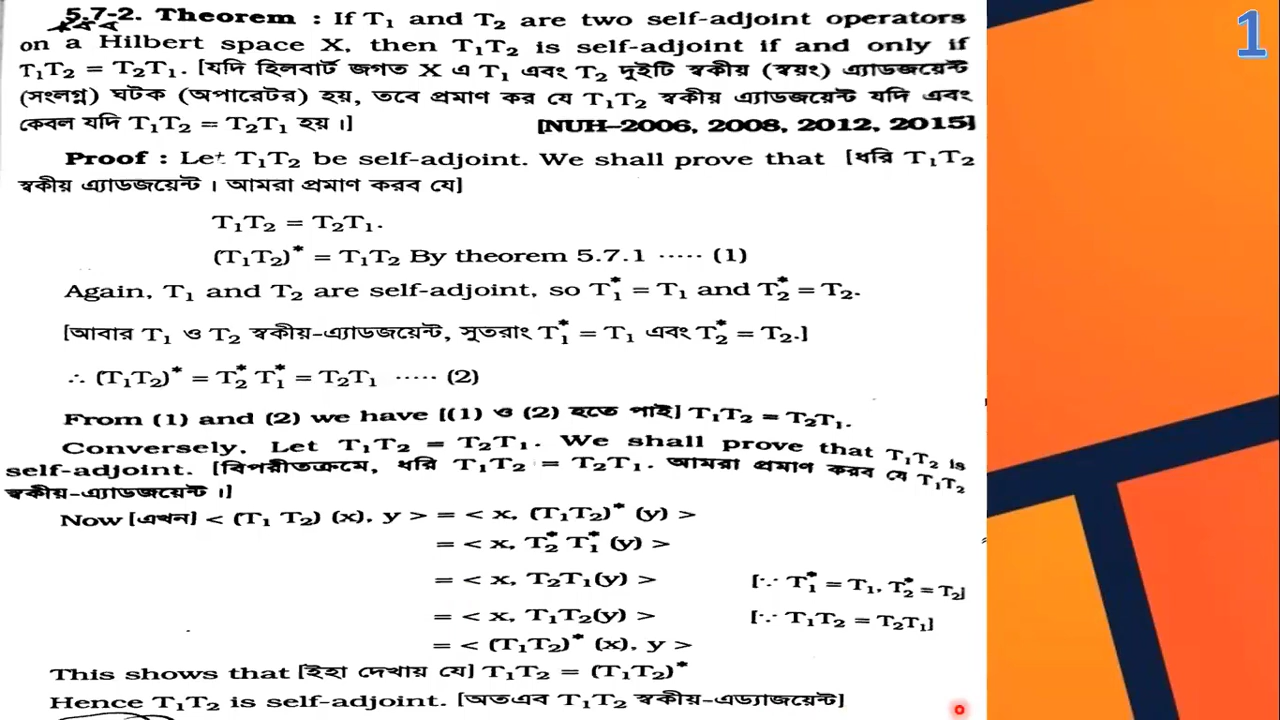 5.7-2. Theorem : If T₁ and T₂ are two self-adjoint operators
on a Hilbert space X, then T₁T₂ is self-adjoint if and only if
T₁T₂ = T₂T₁. [যদি হিলবার্ট জগত X এ T₁ এবং T₂ দুইটি স্বকীয় (স্বয়ং) এ্যাডজয়েন্ট
(সংলগ্ন) ঘটক (অপারেটর) হয়, তবে প্রমাণ কর যে T₁T₂ স্বকীয় এ্যাডজয়েন্ট যদি এবং
কেবল যদি T₁T₂ = T₂T₁ হয় ।] [NUH-2006, 2008, 2012, 2015]
Proof : Let T₁T₂ be self-adjoint. We shall prove that [ধরি T₁T₂
স্বকীয় এ্যাডজয়েন্ট । আমরা প্রমাণ করব যে]
T₁T₂ = T₂T₁.
(T₁T₂)* = T₁T₂ By theorem 5.7.1 ..... (1)
Again, T₁ and T₂ are self-adjoint, so T₁* = T₁ and T₂* = T₂.
[আবার T₁ ও T₂ স্বকীয়-এ্যাডজয়েন্ট, সুতরাং T₁* = T₁ এবং T₂* = T₂.]
∴ (T₁T₂)* = T₂* T₁* = T₂T₁ ..... (2)
From (1) and (2) we have [(1) ও (2) হতে পাই] T₁T₂ = T₂T₁.
Conversely, Let T₁T₂ = T₂T₁. We shall prove that T₁T₂ is
self-adjoint. [বিপরীতক্রমে, ধরি T₁T₂ = T₂T₁. আমরা প্রমাণ করব যে T₁T₂
স্বকীয়-এ্যাডজয়েন্ট ।]
Now [এখন] < (T₁ T₂) (x), y > = < x, (T₁T₂)* (y) >
= < x, T₂* T₁* (y) >
= < x, T₂T₁(y) > [∵ T₁* = T₁, T₂* = T₂]
= < x, T₁T₂(y) > [∵ T₁T₂ = T₂T₁]
= < (T₁T₂)* (x), y >
This shows that [ইহা দেখায় যে] T₁T₂ = (T₁T₂)*
Hence T₁T₂ is self-adjoint. [অতএব T₁T₂ স্বকীয়-এড্যাজয়েন্ট]
1